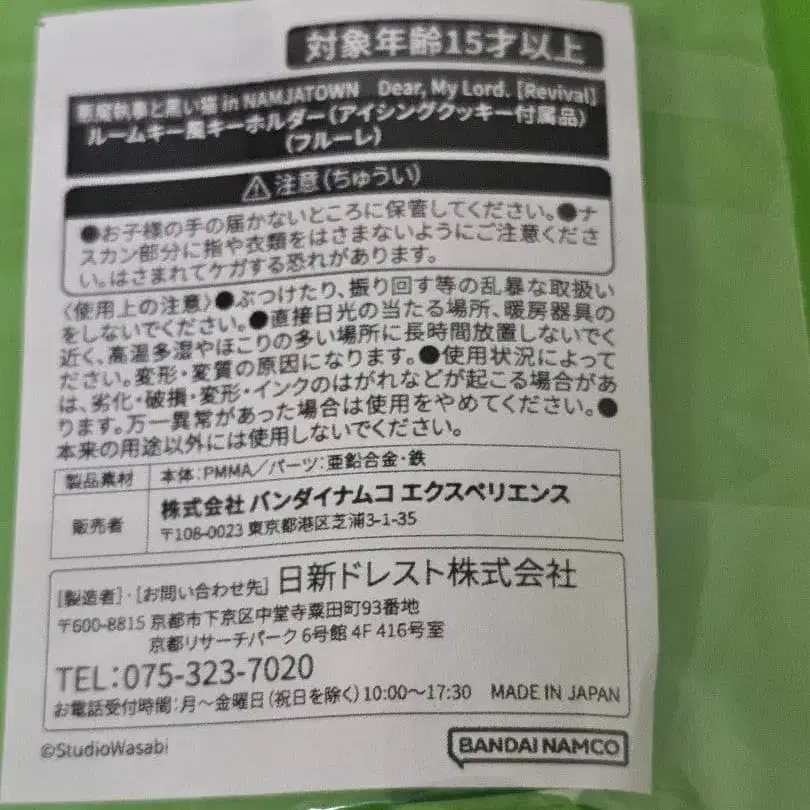 対象年齢15才以上
悪魔執事と黒い猫 in NAMJATOWN Dear, My Lord. [Revival]
ルームキー風キーホルダー(アイシングクッキー付属品)
(フルーレ)
⚠注意(ちゅうい)
●お子様の手の届かないところに保管してください。●ナ
スカン部分に指や衣類をはさまないようにご注意くださ
い。はさまれてケガする恐れがあります。
〈使用上の注意〉●ぶつけたり、振り回す等の乱暴な取扱い
をしないでください。●直接日光の当たる場所、暖房器具の
近く、高温多湿やほこりの多い場所に長時間放置しないでく
ださい。変形・変質の原因になります。●使用状況によって
は、劣化・破損・変形・インクのはがれなどが起こる場合があ
ります。万一異常があった場合は使用をやめてください。●
本来の用途以外には使用しないでください。
製品素材 本体:PMMA/パーツ:亜鉛合金・鉄
販売者 株式会社 バンダイナムコ エクスペリエンス
〒108-0023 東京都港区芝浦3-1-35
[製造者]・[お問い合わせ先] 日新ドレスト株式会社
〒600-8815 京都市下京区中堂寺粟田町93番地
京都リサーチパーク 6号館 4F 416号室
TEL:075-323-7020
お電話受付時間:月~金曜日(祝日を除く)10:00~17:30 MADE IN JAPAN
©StudioWasabi
BANDAI NAMCO